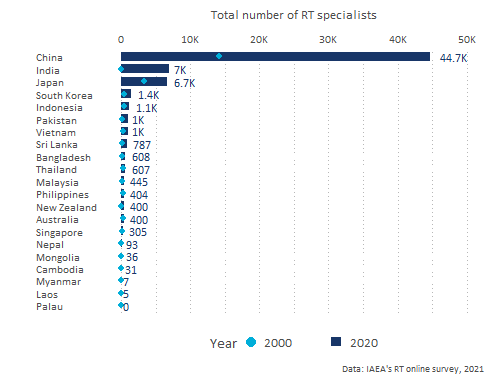 Total number of RT specialists
0 10K 20K 30K 40K 50K
China 44.7K
India 7K
Japan 6.7K
South Korea 1.4K
Indonesia 1.1K
Pakistan 1K
Vietnam 1K
Sri Lanka 787
Bangladesh 608
Thailand 607
Malaysia 445
Philippines 404
New Zealand 400
Australia 400
Singapore 305
Nepal 93
Mongolia 36
Cambodia 31
Myanmar 7
Laos 5
Palau 0
Year 2000 2020
Data: IAEA's RT online survey, 2021